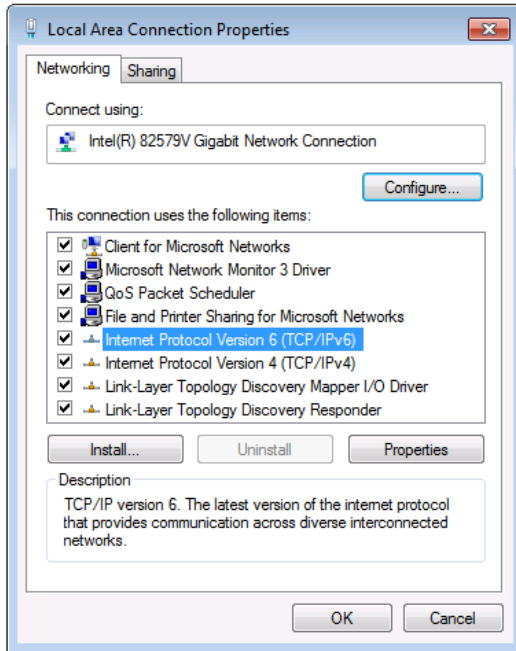 Local Area Connection Properties
Networking
Sharing
Connect using:
Intel(R) 82579V Gigabit Network Connection
Configure...
This connection uses the following items:
Client for Microsoft Networks
Microsoft Network Monitor 3 Driver
QoS Packet Scheduler
File and Printer Sharing for Microsoft Networks
Internet Protocol Version 6 (TCP/IPv6)
Internet Protocol Version 4 (TCP/IPv4)
Link-Layer Topology Discovery Mapper I/O Driver
Link-Layer Topology Discovery Responder
Install...
Uninstall
Properties
Description
TCP/IP version 6. The latest version of the internet protocol
that provides communication across diverse interconnected
networks.
OK
Cancel